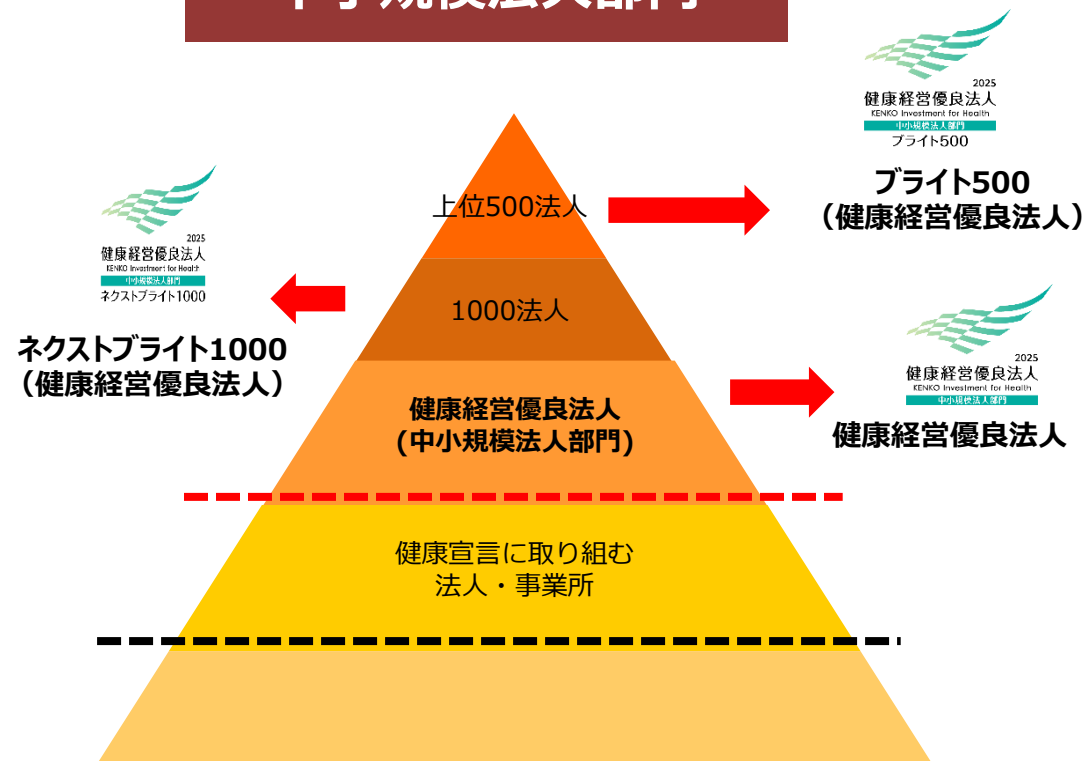 中小規模法人部門
2025
健康経営優良法人
KENKO Investment for Health
中小規模法人部門
ブライト500
ブライト500
（健康経営優良法人）
上位500法人
2025
健康経営優良法人
KENKO Investment for Health
中小規模法人部門
ネクストブライト1000
ネクストブライト1000
（健康経営優良法人）
1000法人
2025
健康経営優良法人
KENKO Investment for Health
中小規模法人部門
健康経営優良法人
健康経営優良法人
(中小規模法人部門)
健康宣言に取り組む
法人・事業所